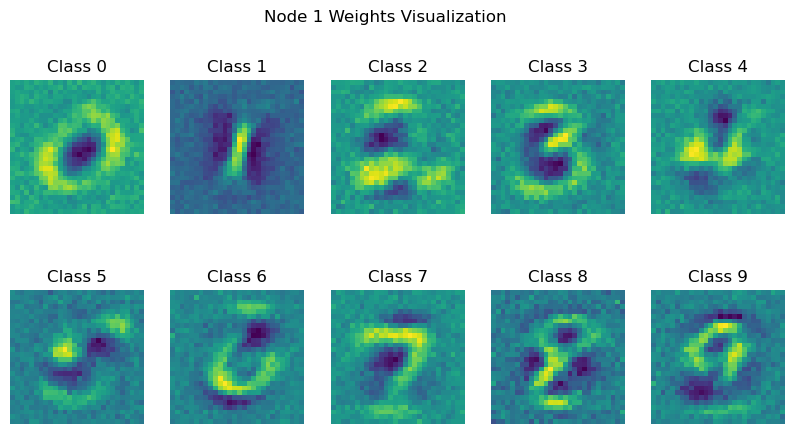 Node 1 Weights Visualization
Class 0 Class 1 Class 2 Class 3 Class 4
Class 5 Class 6 Class 7 Class 8 Class 9